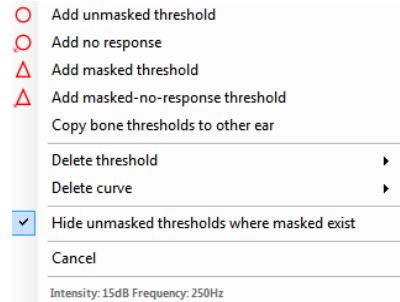 Add unmasked threshold
Add no response
Add masked threshold
Add masked-no-response threshold
Copy bone thresholds to other ear
Delete threshold
Delete curve
Hide unmasked thresholds where masked exist
Cancel
Intensity: 15dB Frequency: 250Hz